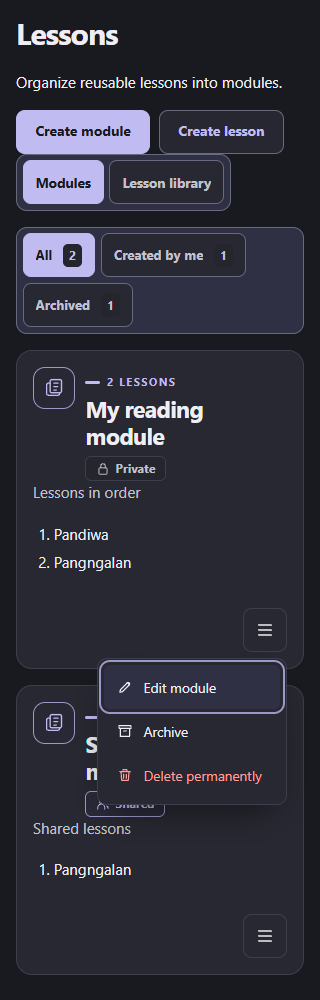 Lessons
Organize reusable lessons into modules.
Create module
Create lesson
Modules
Lesson library
All 2
Created by me 1
Archived 1
2 LESSONS
My reading
module
Private
Lessons in order
1. Pandiwa
2. Pangngalan
Edit module
Archive
Delete permanently
Shared
Shared lessons
1. Pangngalan